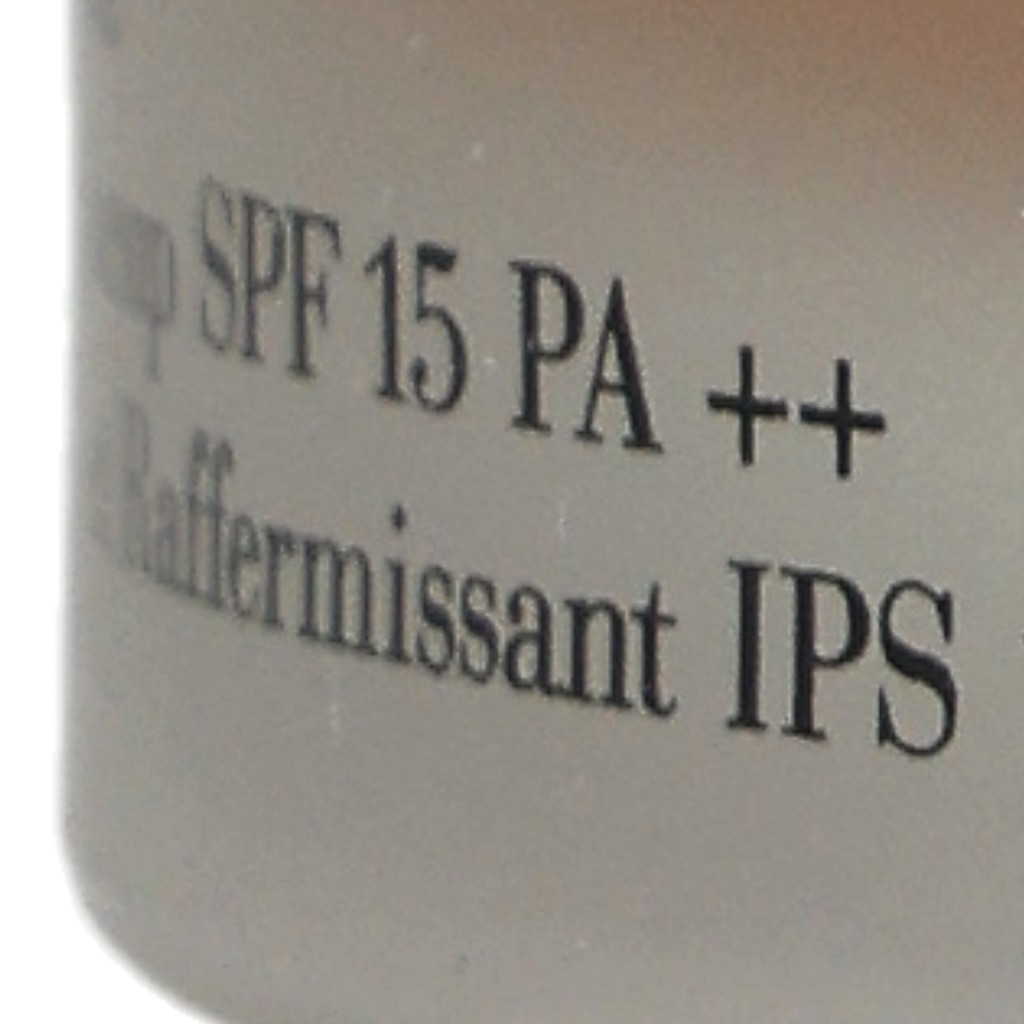 SPF 15 PA ++
Raffermissant IPS